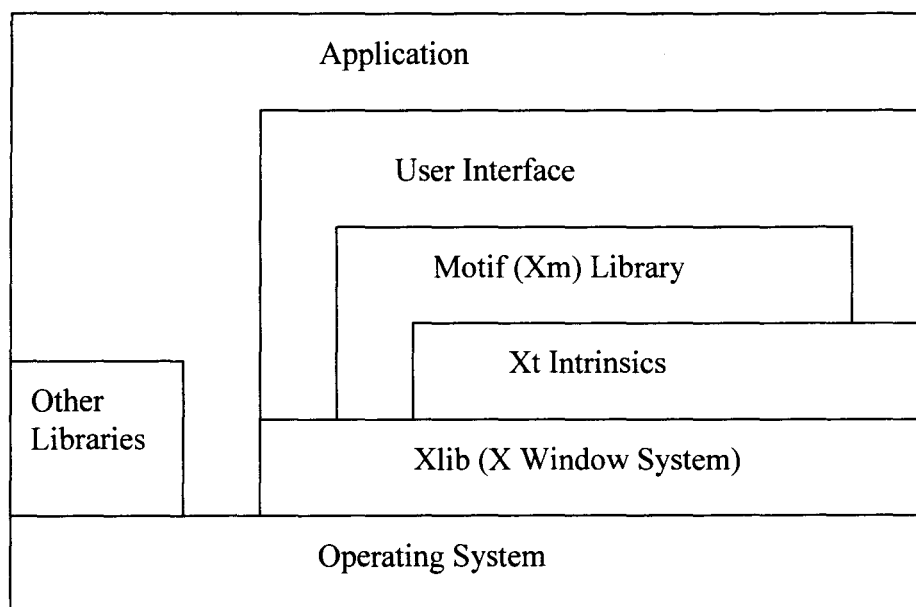 Application
User Interface
Motif (Xm) Library
Xt Intrinsics
Other
Libraries
Xlib (X Window System)
Operating System